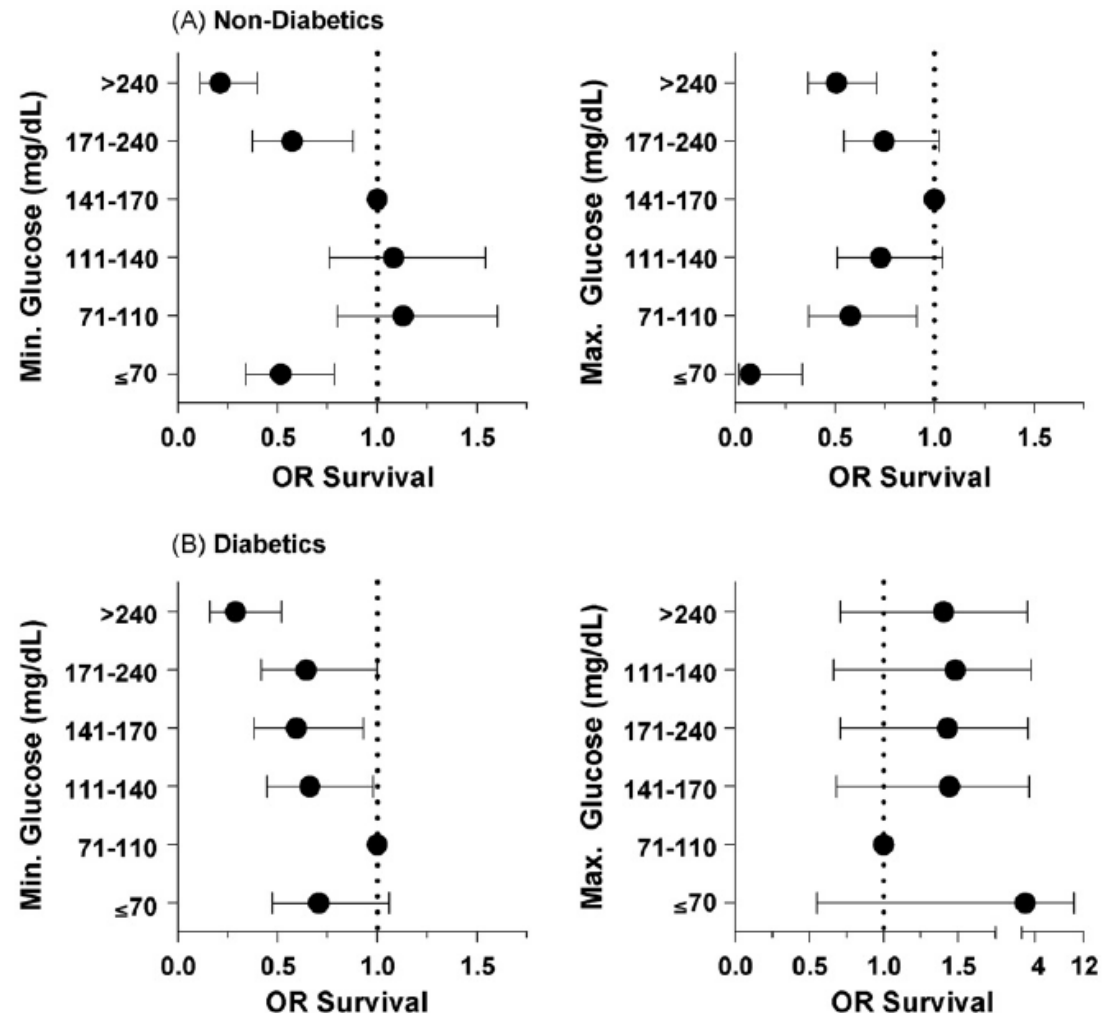 (A) Non-Diabetics
Min. Glucose (mg/dL)
>240
171-240
141-170
111-140
71-110
≤70
0.0 0.5 1.0 1.5
OR Survival
Max. Glucose (mg/dL)
>240
171-240
141-170
111-140
71-110
≤70
0.0 0.5 1.0 1.5
OR Survival
(B) Diabetics
Min. Glucose (mg/dL)
>240
171-240
141-170
111-140
71-110
≤70
0.0 0.5 1.0 1.5
OR Survival
Max. Glucose (mg/dL)
>240
111-140
171-240
141-170
71-110
≤70
0.0 0.5 1.0 1.5 4 12
OR Survival